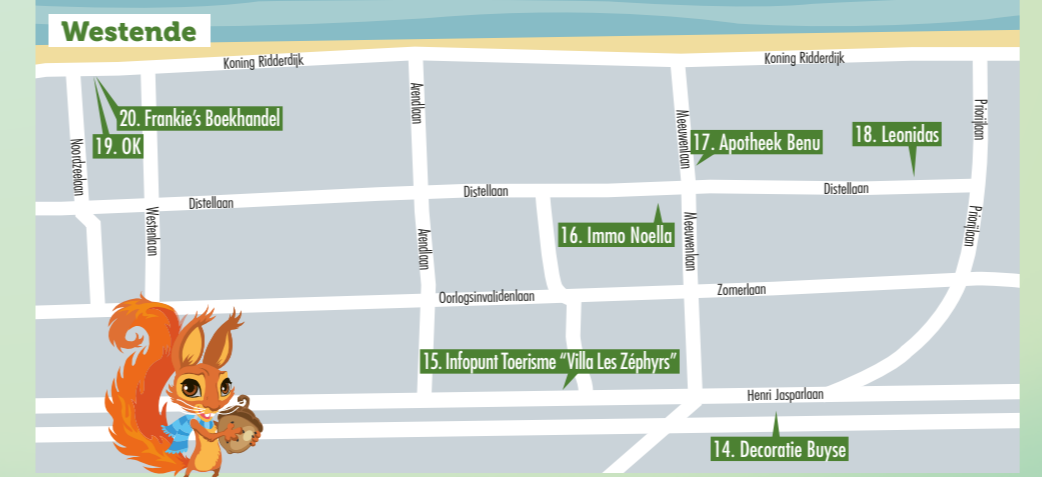 Westende
Koning Ridderdijk
Koning Ridderdijk
20. Frankie's Boekhandel
19. OK
Noordzeelaan
Arendlaan
Meeuwenlaan
17. Apotheek Benu
18. Leonidas
Priorijlaan
Distellaan
Distellaan
Distellaan
Westenlaan
Arendlaan
16. Immo Noella
Meeuwenlaan
Priorijlaan
Oorlogsinvalidenlaan
Zomerlaan
15. Infopunt Toerisme “Villa Les Zéphyrs”
Henri Jasparlaan
14. Decoratie Buyse